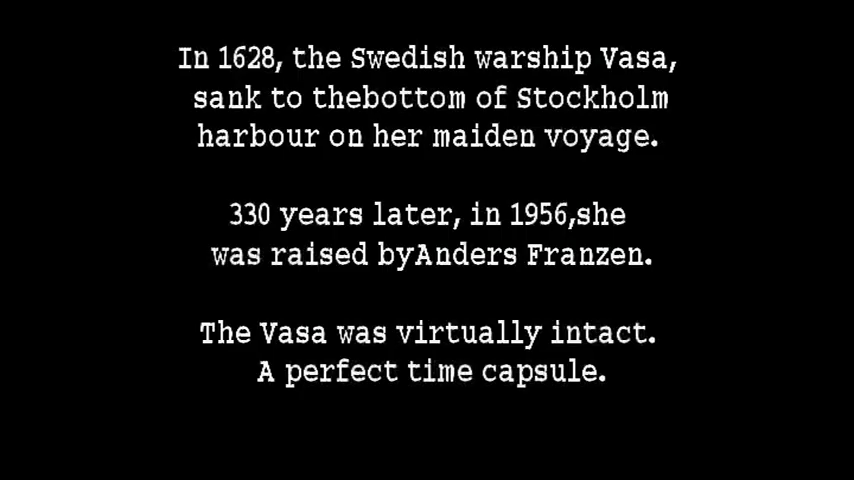 In 1628, the Swedish warship Vasa,
sank to thebottom of Stockholm
harbour on her maiden voyage.
330 years later, in 1956,she
was raised byAnders Franzen.
The Vasa was virtually intact.
A perfect time capsule.